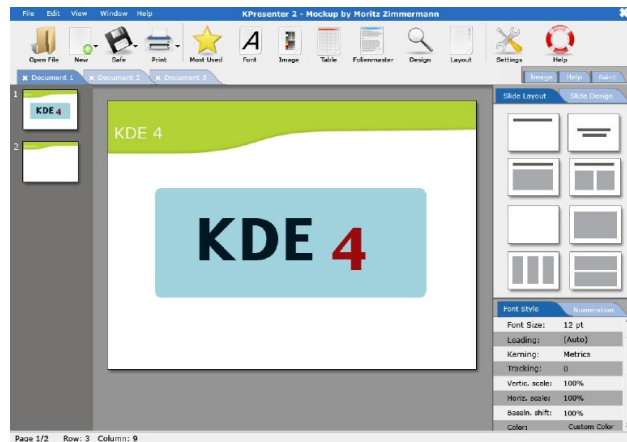 File Edit View Window Help KPresenter 2 - Mockup by Moritz Zimmermann
Open File New Safe Print Most Used Font Image Table Folienmaster Design Layout Settings Help
Document 1 Document 2 Document 3 Image Help Paint
1
KDE 4
2
KDE 4
KDE 4
Slide Layout Slide Design
Font Style Numeration
Font Size: 12 pt
Leading: (Auto)
Kerning: Metrics
Tracking: 0
Vertic. scale: 100%
Horiz. scale: 100%
Baseln. shift: 100%
Color: Custom Color
Page 1/2 Row: 3 Column: 9